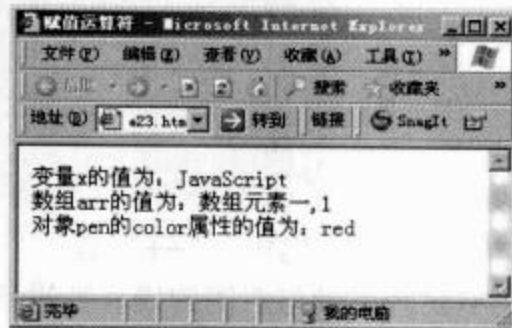 赋值运算符 - Microsoft Internet Explorer
文件(F) 编辑(E) 查看(V) 收藏(A) 工具(T) »
后退 搜索 收藏夹 »
地址(D) e23.htm 转到 链接 SnagIt
变量x的值为：JavaScript
数组arr的值为：数组元素一,1
对象pen的color属性的值为：red
完毕 我的电脑